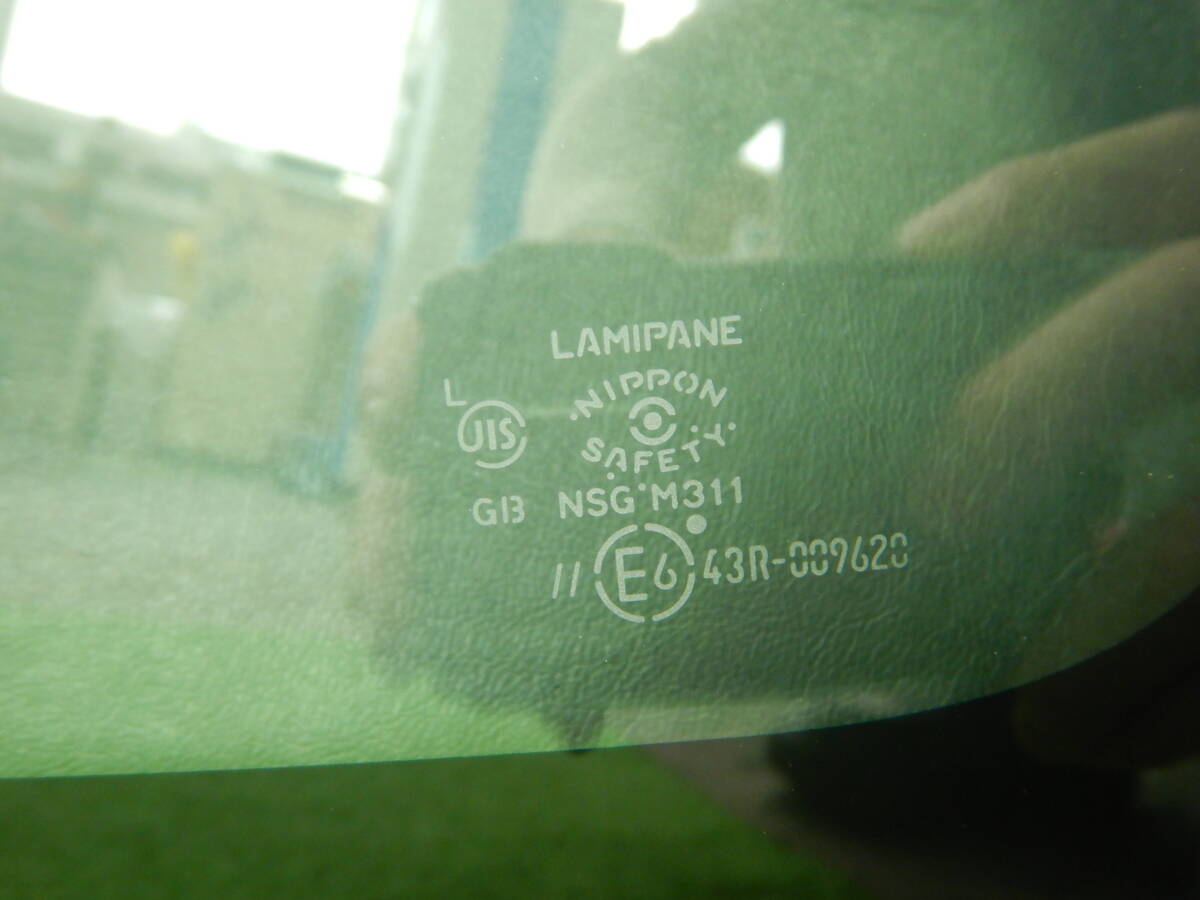 LAMIPANE
L
JIS
NIPPON
SAFETY
GB NSG M311
// E6 43R-009620